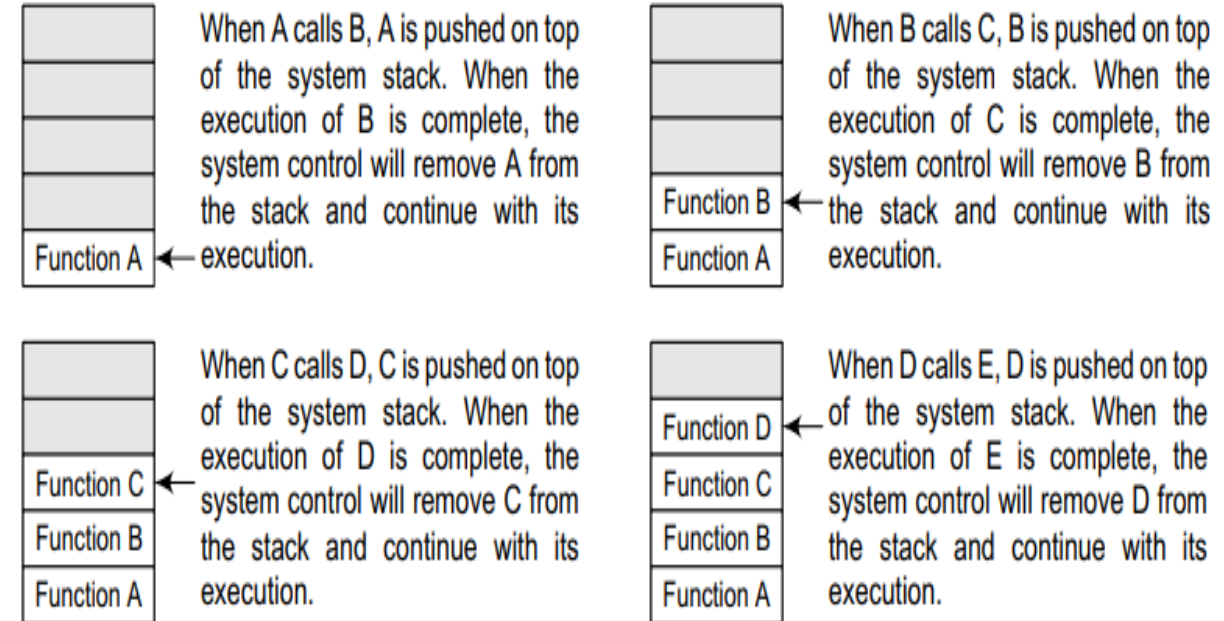 When A calls B, A is pushed on top
of the system stack. When the
execution of B is complete, the
system control will remove A from
the stack and continue with its
execution.
Function A
When B calls C, B is pushed on top
of the system stack. When the
execution of C is complete, the
system control will remove B from
the stack and continue with its
execution.
Function B
Function A
When C calls D, C is pushed on top
of the system stack. When the
execution of D is complete, the
system control will remove C from
the stack and continue with its
execution.
Function C
Function B
Function A
When D calls E, D is pushed on top
of the system stack. When the
execution of E is complete, the
system control will remove D from
the stack and continue with its
execution.
Function D
Function C
Function B
Function A